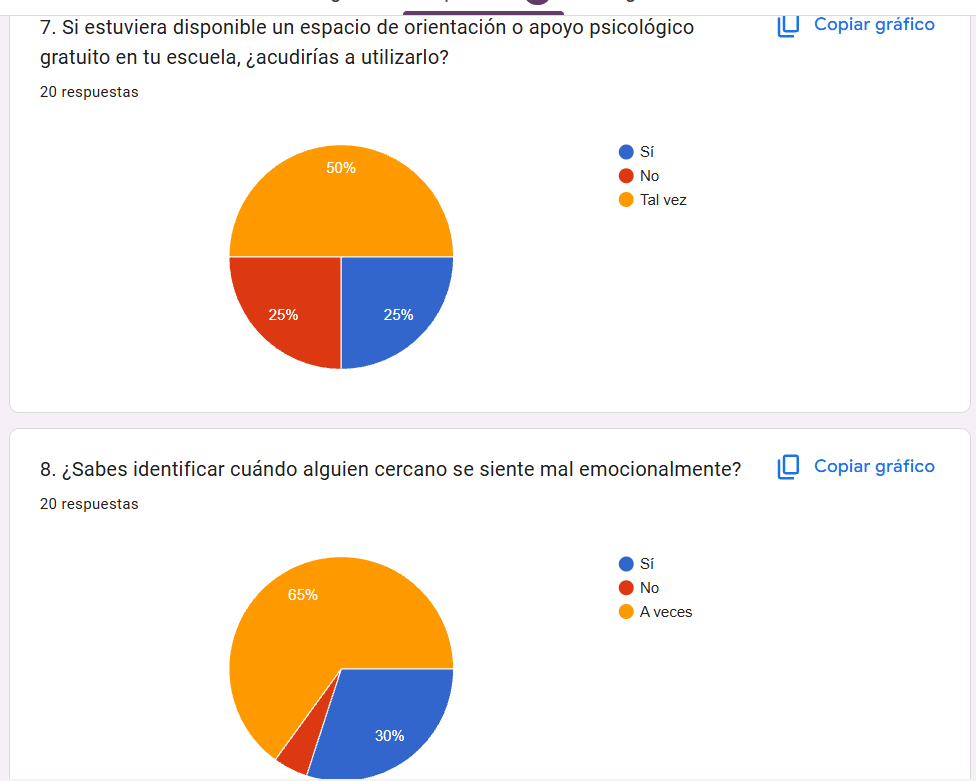 7. Si estuviera disponible un espacio de orientación o apoyo psicológico
gratuito en tu escuela, ¿acudirías a utilizarlo?
Copiar gráfico
20 respuestas
50%
25%
25%
Sí
No
Tal vez
8. ¿Sabes identificar cuándo alguien cercano se siente mal emocionalmente?
Copiar gráfico
20 respuestas
65%
30%
Sí
No
A veces